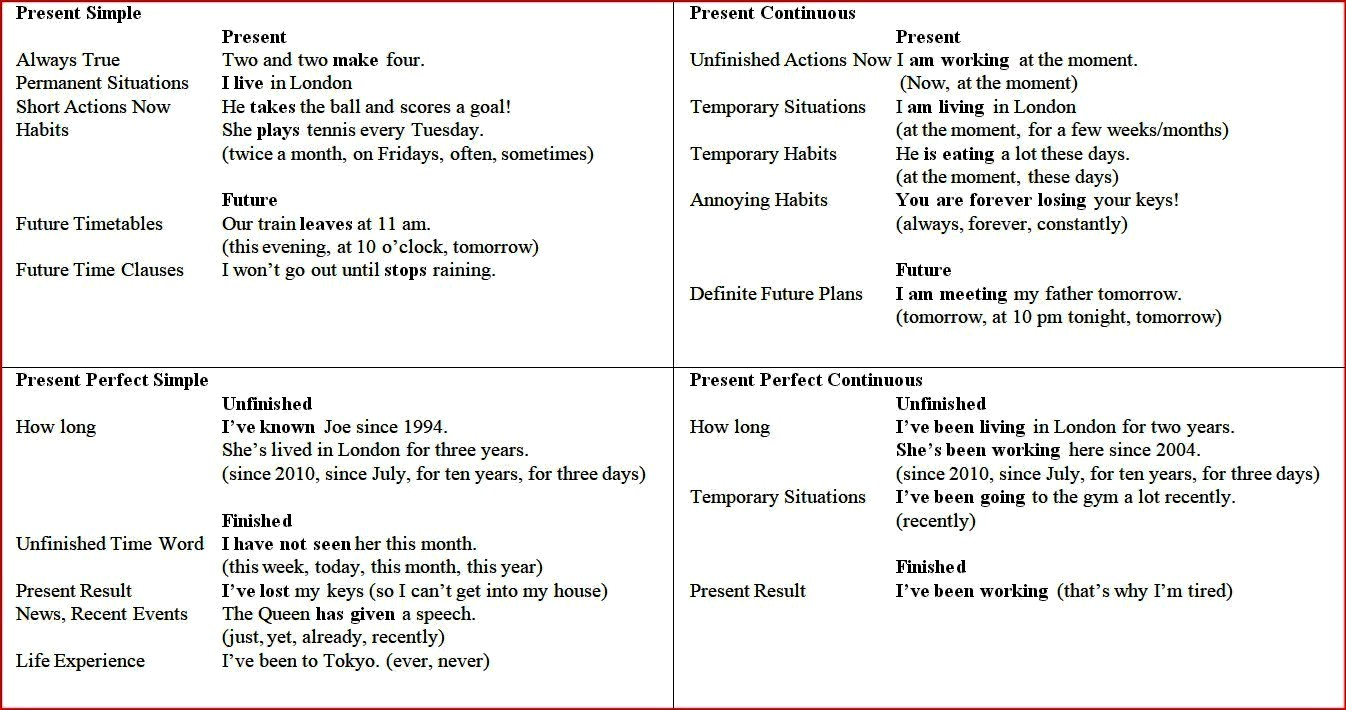 Present Simple
Present
Always True Two and two make four.
Permanent Situations I live in London
Short Actions Now He takes the ball and scores a goal!
Habits She plays tennis every Tuesday.
(twice a month, on Fridays, often, sometimes)
Future
Future Timetables Our train leaves at 11 am.
(this evening, at 10 o’clock, tomorrow)
Future Time Clauses I won’t go out until stops raining.
Present Continuous
Present
Unfinished Actions Now I am working at the moment.
(Now, at the moment)
Temporary Situations I am living in London
(at the moment, for a few weeks/months)
Temporary Habits He is eating a lot these days.
(at the moment, these days)
Annoying Habits You are forever losing your keys!
(always, forever, constantly)
Future
Definite Future Plans I am meeting my father tomorrow.
(tomorrow, at 10 pm tonight, tomorrow)
Present Perfect Simple
Unfinished
How long I’ve known Joe since 1994.
She’s lived in London for three years.
(since 2010, since July, for ten years, for three days)
Finished
Unfinished Time Word I have not seen her this month.
(this week, today, this month, this year)
Present Result I’ve lost my keys (so I can’t get into my house)
News, Recent Events The Queen has given a speech.
(just, yet, already, recently)
Life Experience I’ve been to Tokyo. (ever, never)
Present Perfect Continuous
Unfinished
How long I’ve been living in London for two years.
She’s been working here since 2004.
(since 2010, since July, for ten years, for three days)
Temporary Situations I’ve been going to the gym a lot recently.
(recently)
Finished
Present Result I’ve been working (that’s why I’m tired)